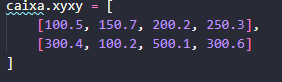 caixa.xyxy = [
    [100.5, 150.7, 200.2, 250.3],
    [300.4, 100.2, 500.1, 300.6]
]